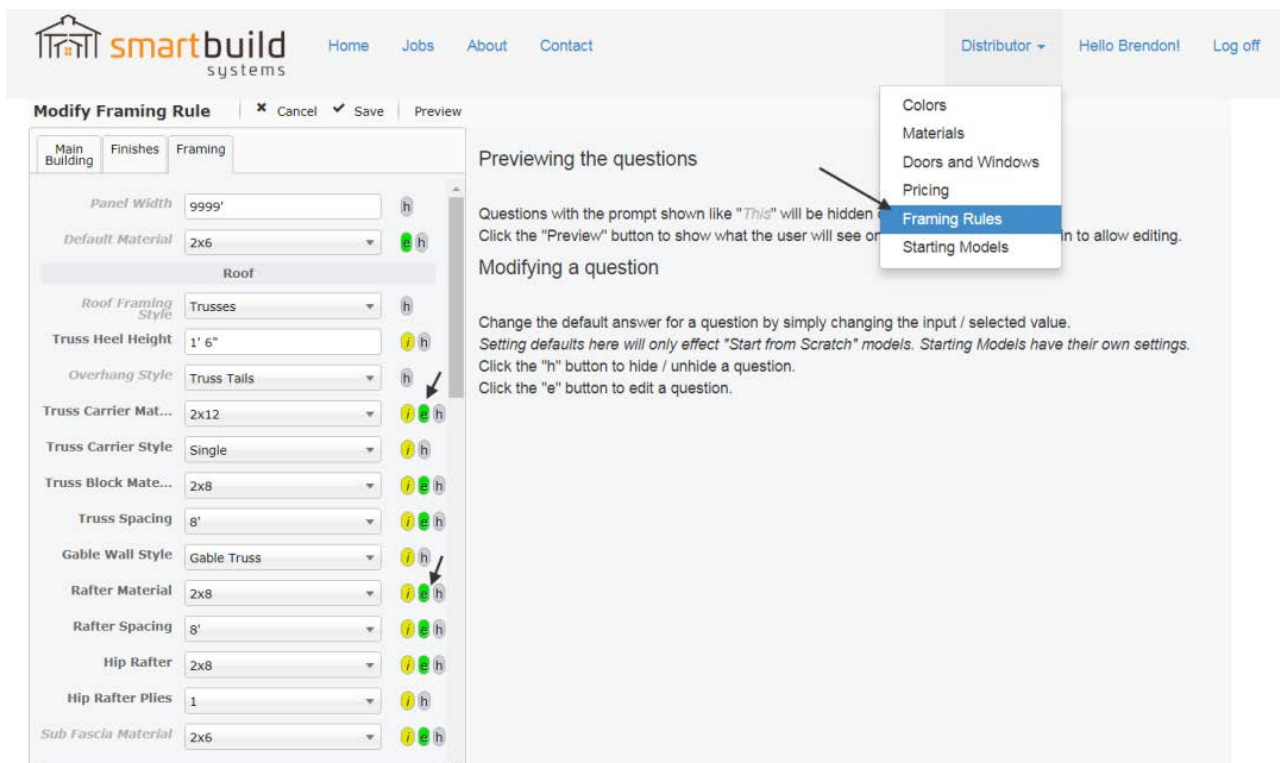 smartbuild
systems
Home Jobs About Contact Distributor Hello Brendon! Log off
Modify Framing Rule Cancel Save Preview
Colors
Materials
Doors and Windows
Pricing
Framing Rules
Starting Models
Main Building Finishes Framing
Panel Width 9999' h
Default Material 2x6 e h
Roof
Roof Framing Style Trusses h
Truss Heel Height 1' 6" i h
Overhang Style Truss Tails h
Truss Carrier Mat... 2x12 i e h
Truss Carrier Style Single i h
Truss Block Mate... 2x8 i e h
Truss Spacing 8' i e h
Gable Wall Style Gable Truss i h
Rafter Material 2x8 i e h
Rafter Spacing 8' i e h
Hip Rafter 2x8 i e h
Hip Rafter Plies 1 i h
Sub Fascia Material 2x6 i e h
Previewing the questions
Questions with the prompt shown like "This" will be hidden
Click the "Preview" button to show what the user will see in to allow editing.
Modifying a question
Change the default answer for a question by simply changing the input / selected value.
Setting defaults here will only effect "Start from Scratch" models. Starting Models have their own settings.
Click the "h" button to hide / unhide a question.
Click the "e" button to edit a question.